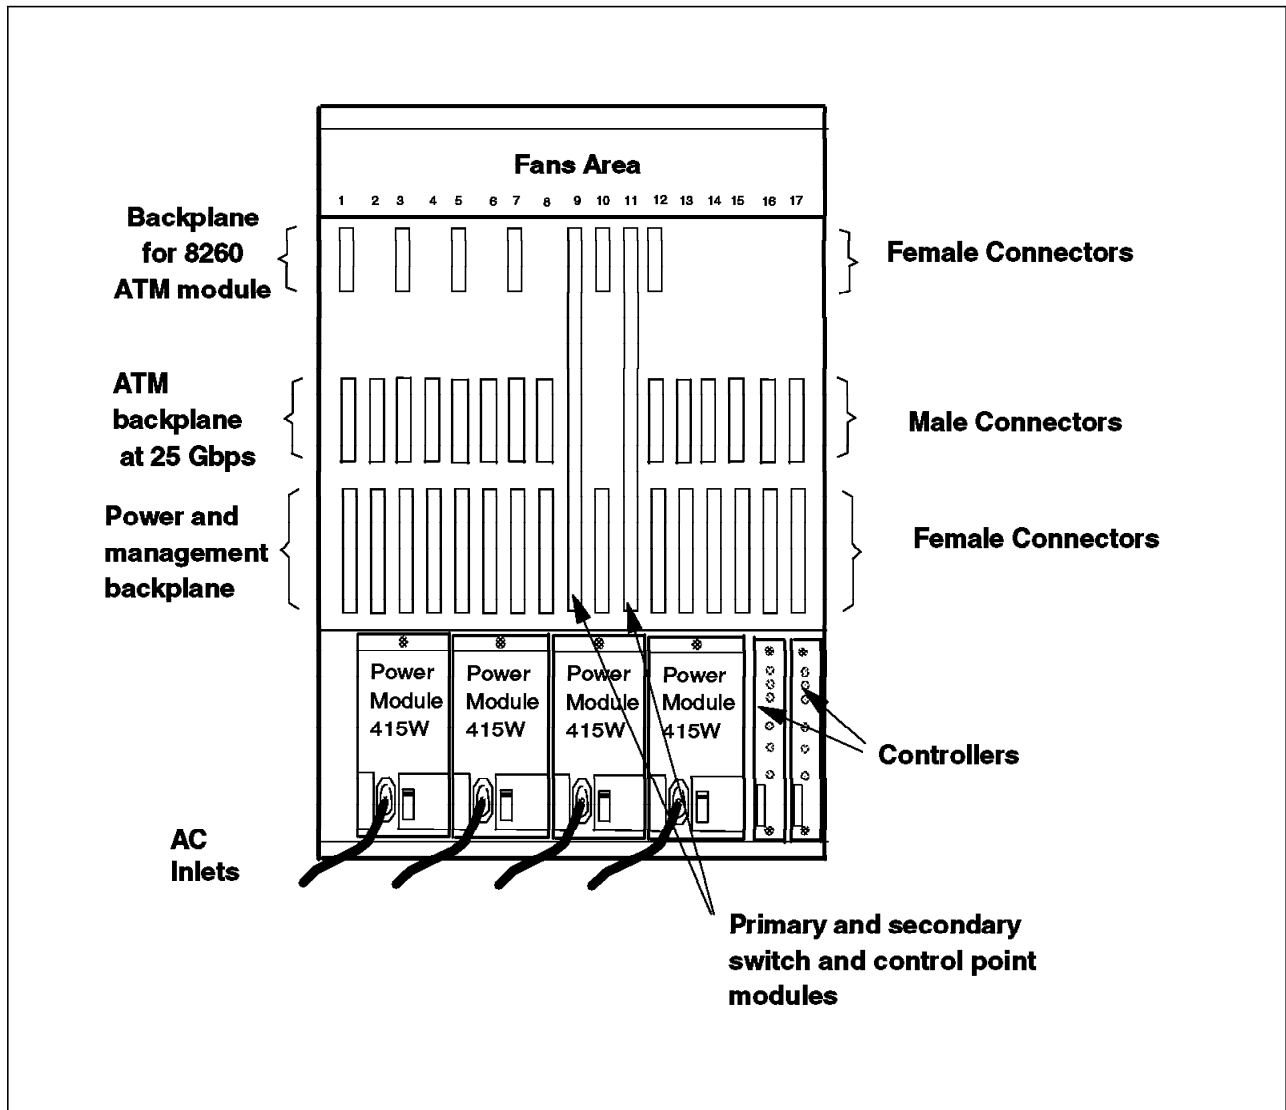 Fans Area
1 2 3 4 5 6 7 8 9 10 11 12 13 14 15 16 17
Backplane
for 8260
ATM module
Female Connectors
ATM
backplane
at 25 Gbps
Male Connectors
Power and
management
backplane
Female Connectors
Power
Module
415W
Power
Module
415W
Power
Module
415W
Power
Module
415W
Controllers
AC
Inlets
Primary and secondary
switch and control point
modules